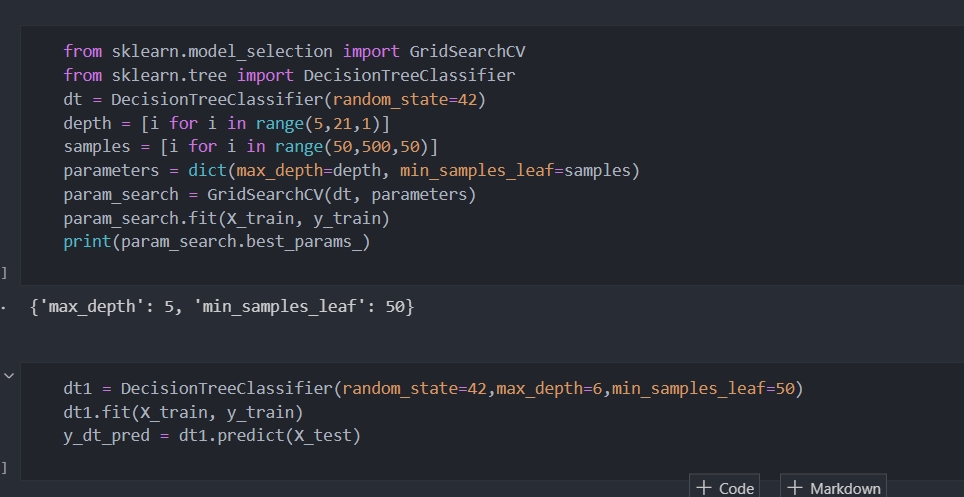 from sklearn.model_selection import GridSearchCV
from sklearn.tree import DecisionTreeClassifier
dt = DecisionTreeClassifier(random_state=42)
depth = [i for i in range(5,21,1)]
samples = [i for i in range(50,500,50)]
parameters = dict(max_depth=depth, min_samples_leaf=samples)
param_search = GridSearchCV(dt, parameters)
param_search.fit(X_train, y_train)
print(param_search.best_params_)
]
{'max_depth': 5, 'min_samples_leaf': 50}
dt1 = DecisionTreeClassifier(random_state=42,max_depth=6,min_samples_leaf=50)
dt1.fit(X_train, y_train)
y_dt_pred = dt1.predict(X_test)
]
+ Code + Markdown